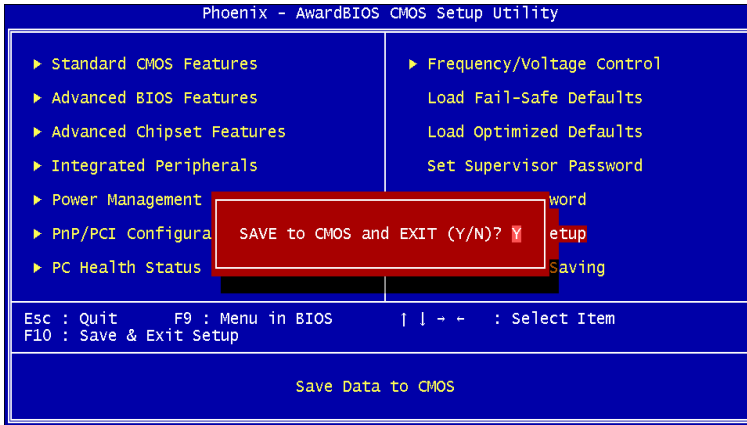 Phoenix - AwardBIOS CMOS Setup Utility
▶ Standard CMOS Features
▶ Advanced BIOS Features
▶ Advanced Chipset Features
▶ Integrated Peripherals
▶ Power Management
▶ PnP/PCI Configura
▶ PC Health Status
▶ Frequency/Voltage Control
Load Fail-Safe Defaults
Load Optimized Defaults
Set Supervisor Password
word
etup
Saving
SAVE to CMOS and EXIT (Y/N)? Y
Esc : Quit F9 : Menu in BIOS ↑ ↓ → ← : Select Item
F10 : Save & Exit Setup
Save Data to CMOS